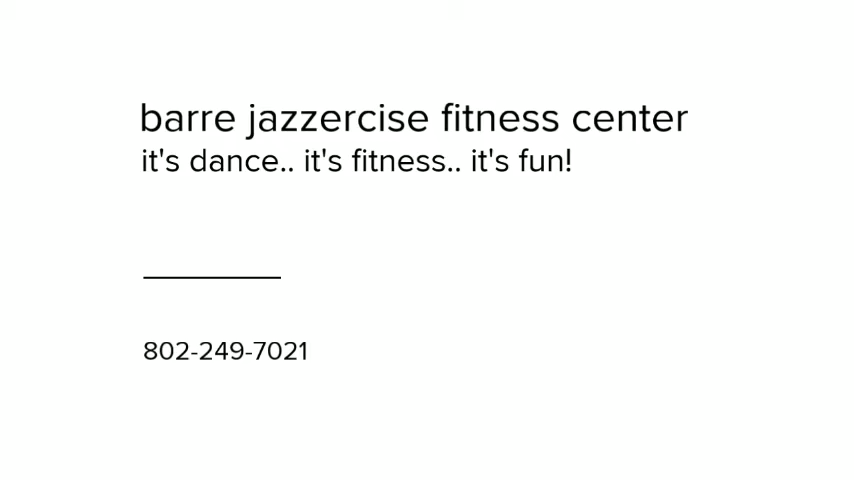 barre jazzercise fitness center
it's dance.. it's fitness.. it's fun!
802-249-7021